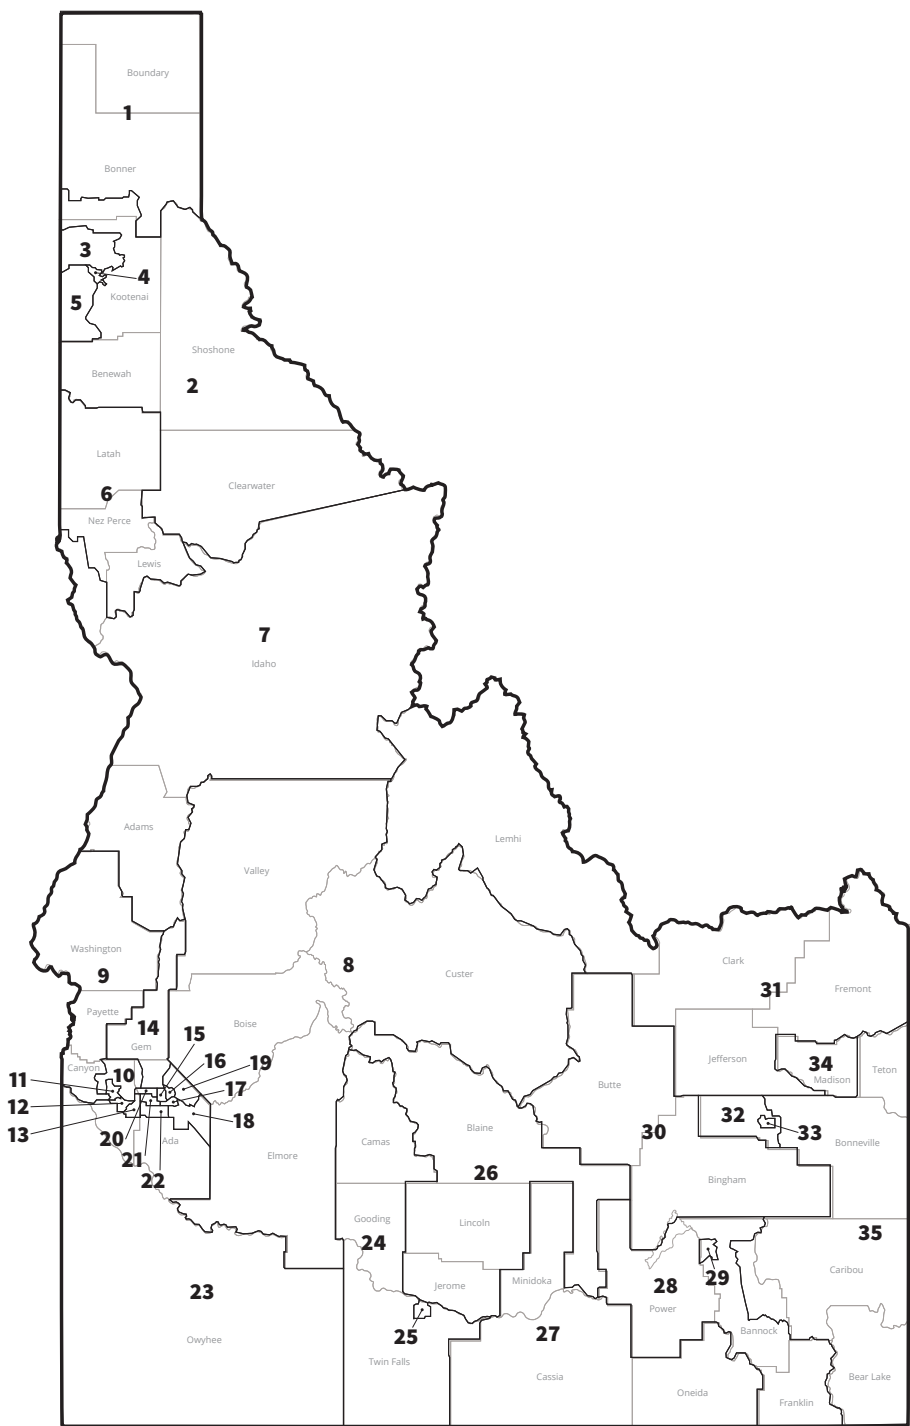 Boundary
1
Bonner
3
4
5
Kootenai
Shoshone
Benewah
2
Latah
Clearwater
6
Nez Perce
Lewis
7
Idaho
Adams
Lemhi
Valley
Washington
8
Custer
9
Clark
31
Fremont
Payette
14
Boise
15
Gem
16
19
Jefferson
34
Teton
Canyon
10
11
17
Madison
Butte
12
18
32
13
Ada
20
21
22
Elmore
Camas
Blaine
30
33
Bonneville
26
Bingham
Gooding
Lincoln
24
35
23
Jerome
Minidoka
28
29
Caribou
Power
25
27
Bannock
Owyhee
Twin Falls
Cassia
Oneida
Bear Lake
Franklin